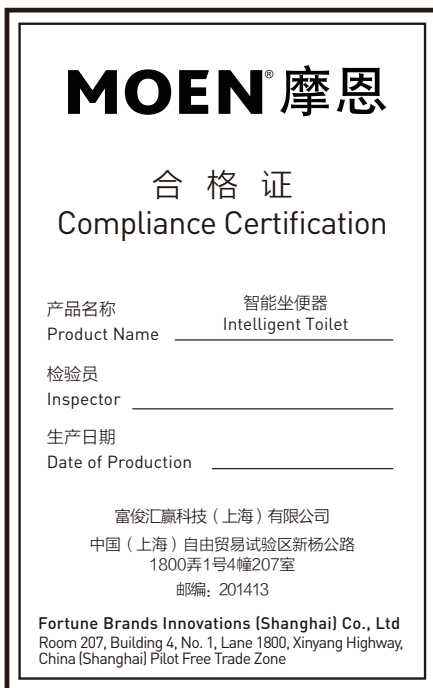 MOEN® 摩恩
合格证
Compliance Certification
产品名称 智能坐便器
Product Name Intelligent Toilet
检验员
Inspector
生产日期
Date of Production
富俊汇赢科技（上海）有限公司
中国（上海）自由贸易试验区新杨公路
1800弄1号4幢207室
邮编：201413
Fortune Brands Innovations (Shanghai) Co., Ltd
Room 207, Building 4, No. 1, Lane 1800, Xinyang Highway,
China (Shanghai) Pilot Free Trade Zone